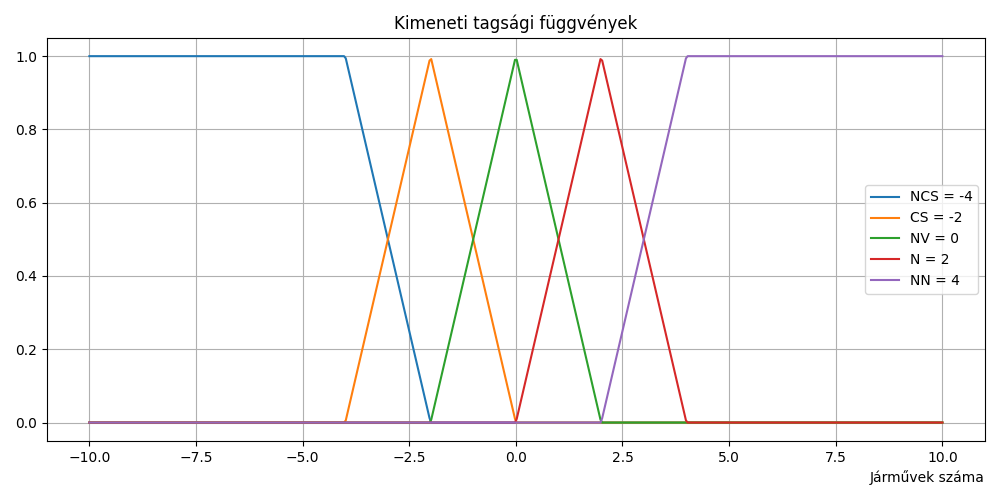 Kimeneti tagsági függvények
1.0
0.8
0.6
0.4
0.2
0.0
NCS = -4
CS = -2
NV = 0
N = 2
NN = 4
−10.0 −7.5 −5.0 −2.5 0.0 2.5 5.0 7.5 10.0
Járművek száma